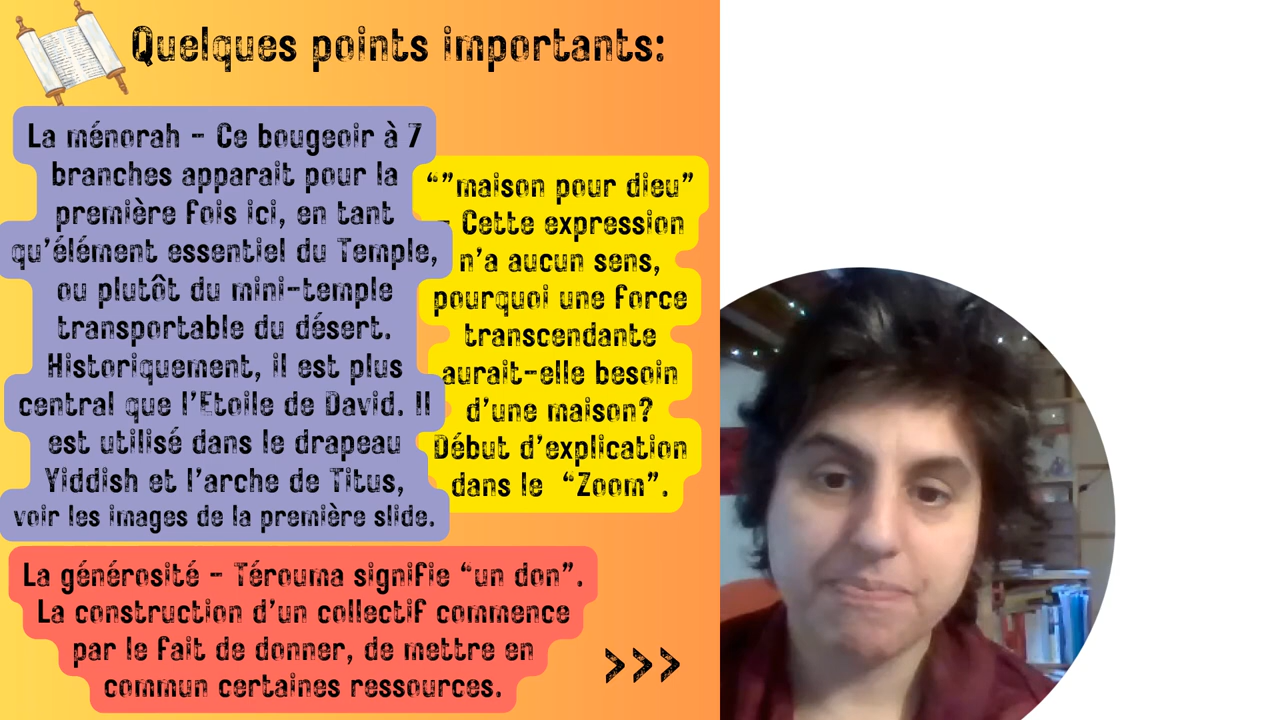 Quelques points importants:
La ménorah - Ce bougeoir à 7
branches apparait pour la
première fois ici, en tant
qu'élément essentiel du Temple,
ou plutôt du mini-temple
transportable du désert.
Historiquement, il est plus
central que l'Etoile de David. Il
est utilisé dans le drapeau
Yiddish et l'arche de Titus,
voir les images de la première slide.
“”maison pour dieu”
- Cette expression
n'a aucun sens,
pourquoi une force
transcendante
aurait-elle besoin
d'une maison?
Début d'explication
dans le “Zoom”.
La générosité - Térouma signifie “un don”.
La construction d'un collectif commence
par le fait de donner, de mettre en
commun certaines ressources.
>>>